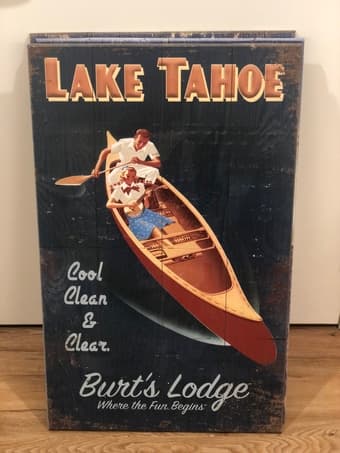 LAKE TAHOE
Cool
Clean
&
Clear.
Burt's Lodge
Where the Fun Begins